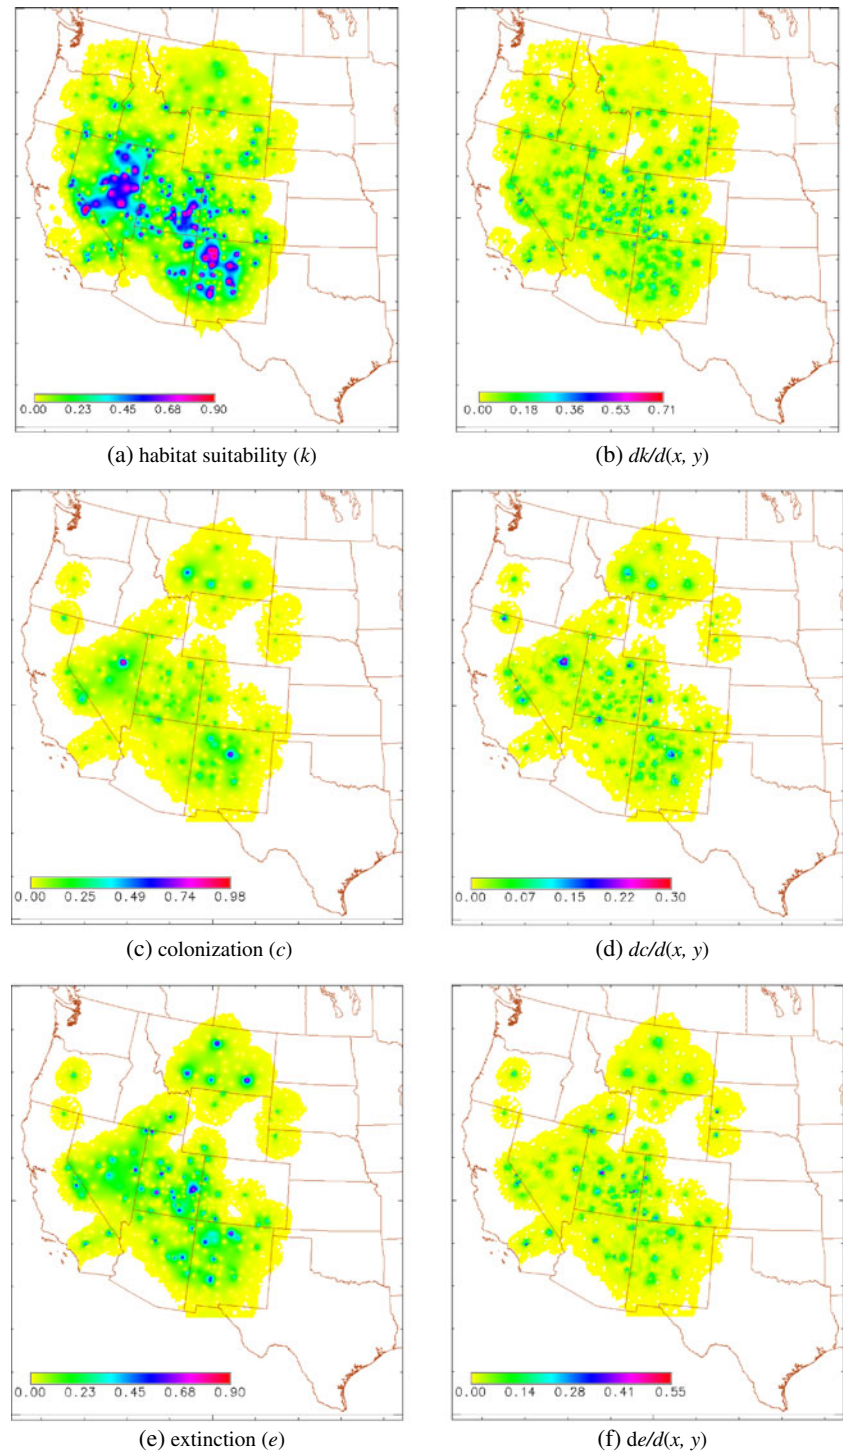 0.00 0.23 0.45 0.68 0.90
0.00 0.18 0.36 0.53 0.71
(a) habitat suitability (k)
(b) dk/d(x, y)
0.00 0.25 0.49 0.74 0.98
0.00 0.07 0.15 0.22 0.30
(c) colonization (c)
(d) dc/d(x, y)
0.00 0.23 0.45 0.68 0.90
0.00 0.14 0.28 0.41 0.55
(e) extinction (e)
(f) de/d(x, y)